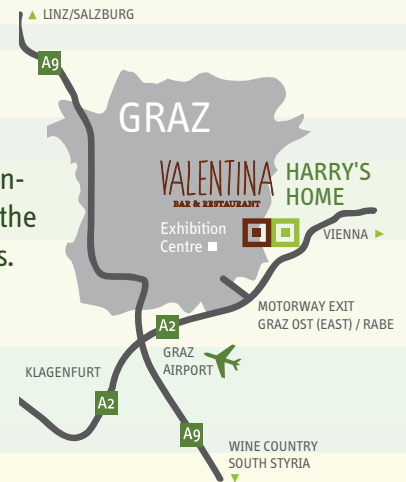 LINZ/SALZBURG
A9
GRAZ
VALENTINA
BAR & RESTAURANT
HARRY'S
HOME
n-
the
s.
Exhibition
Centre
VIENNA
MOTORWAY EXIT
GRAZ OST (EAST) / RABE
A2
GRAZ
AIRPORT
KLAGENFURT
A2
A9
WINE COUNTRY
SOUTH STYRIA